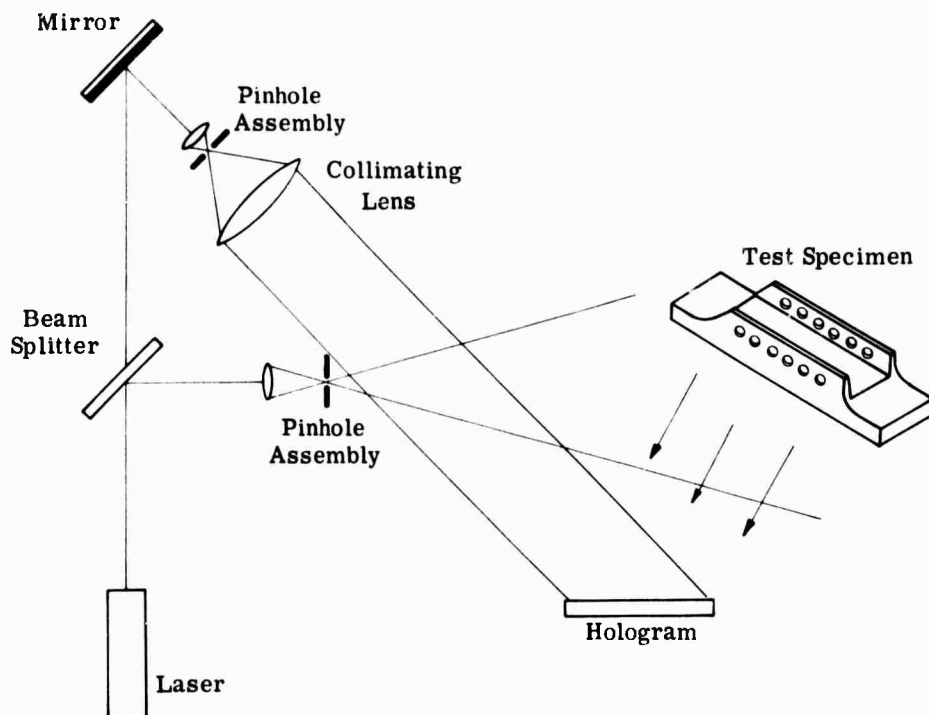 Mirror
Pinhole
Assembly
Collimating
Lens
Test Specimen
Beam
Splitter
Pinhole
Assembly
Hologram
Laser